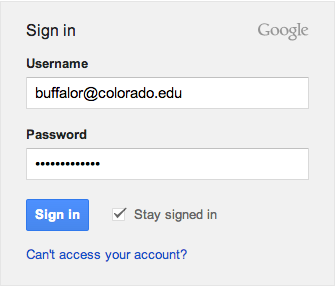 Sign in Google
Username
buffalor@colorado.edu
Password
•••••••••••••
Sign in Stay signed in
Can't access your account?